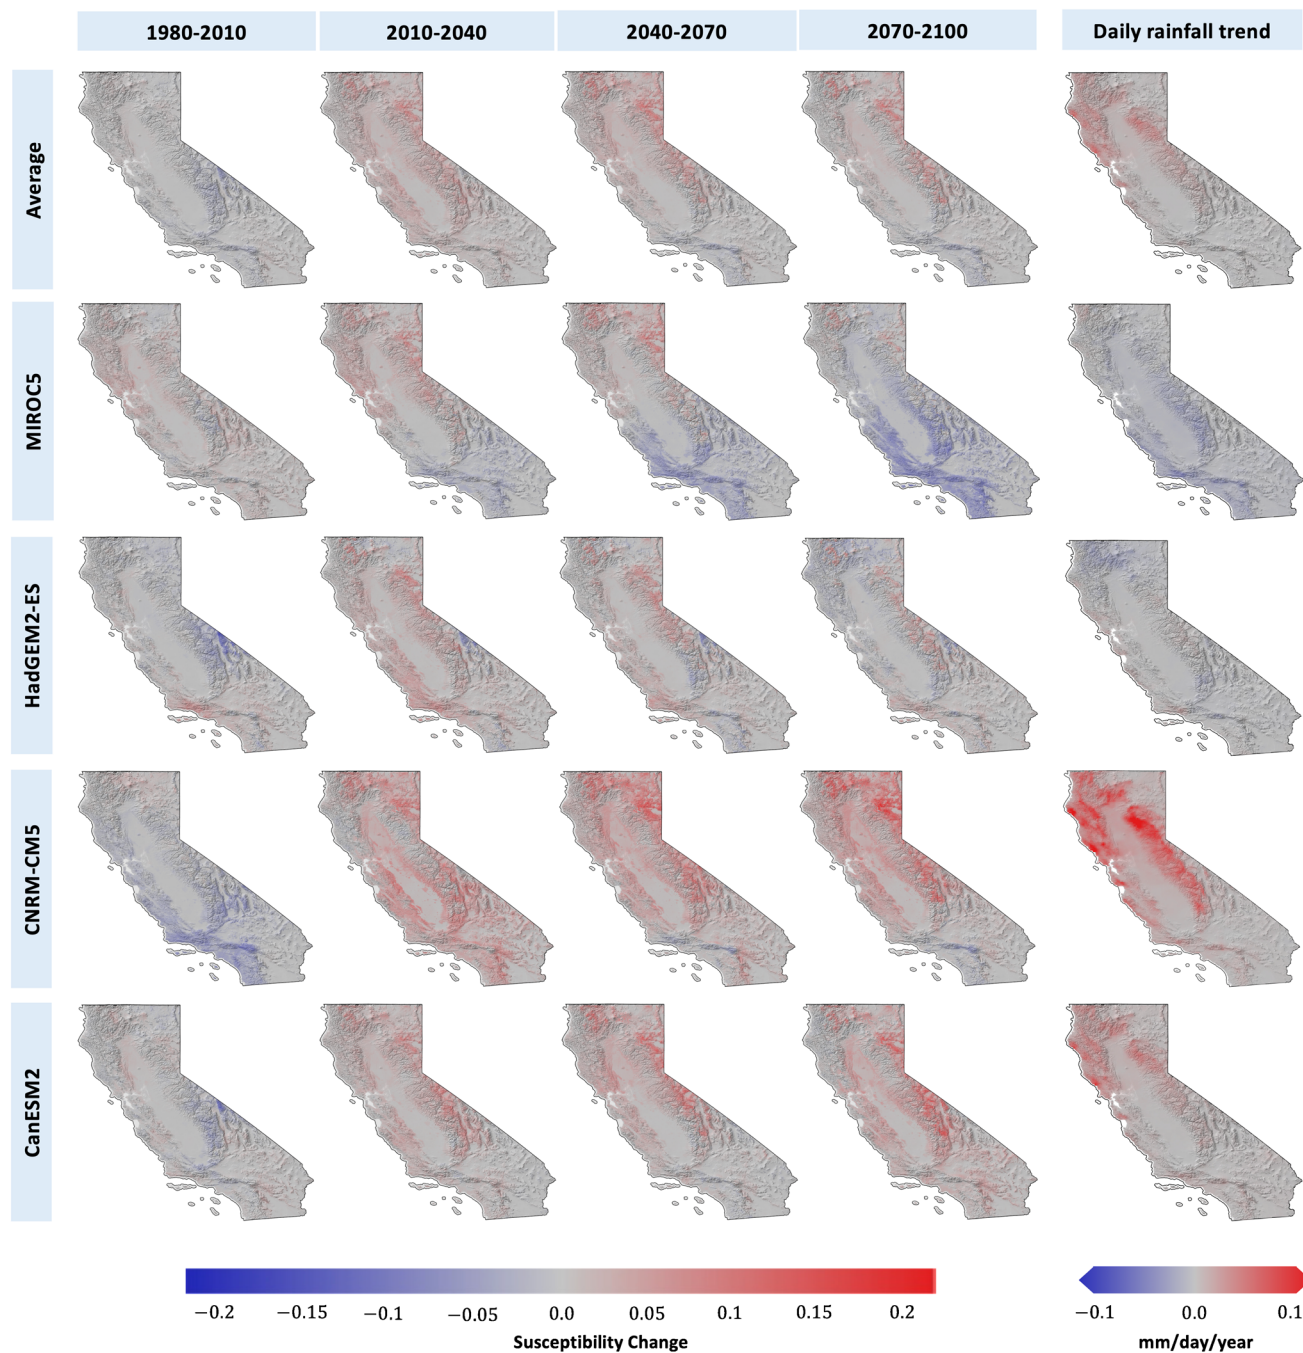 1980-2010
2010-2040
2040-2070
2070-2100
Daily rainfall trend
Average
MIROC5
HadGEM2-ES
CNRM-CM5
CanESM2
−0.2
−0.15
−0.1
−0.05
0.0
0.05
0.1
0.15
0.2
−0.1
0.0
0.1
Susceptibility Change
mm/day/year